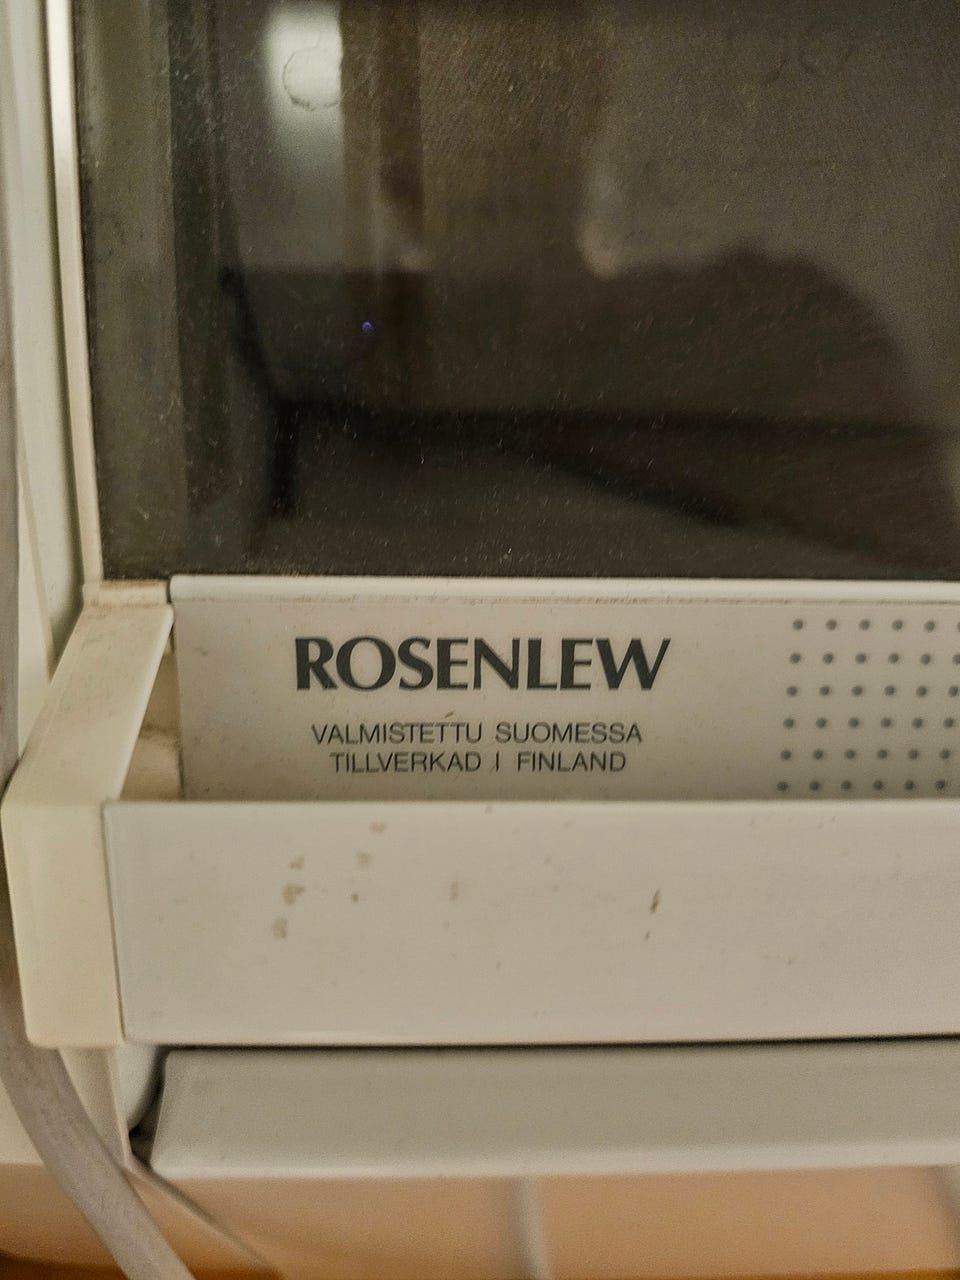 ROSENLEW
VALMISTETTU SUOMESSA
TILLVERKAD I FINLAND